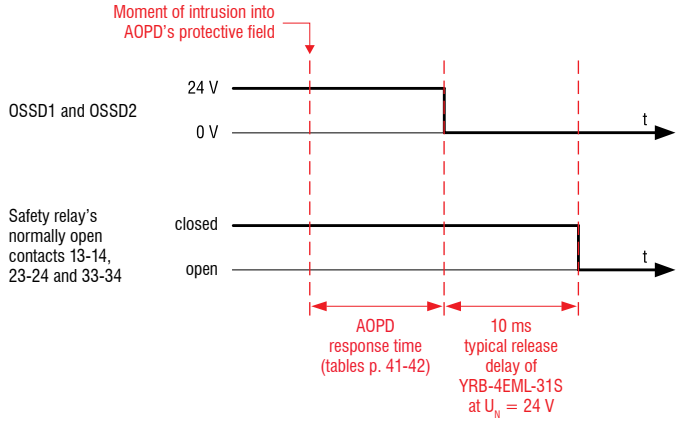 Moment of intrusion into
AOPD's protective field
OSSD1 and OSSD2
24 V
0 V
t
Safety relay's
normally open
contacts 13-14,
23-24 and 33-34
closed
open
t
AOPD
response time
(tables p. 41-42)
10 ms
typical release
delay of
YRB-4EML-31S
at UN = 24 V